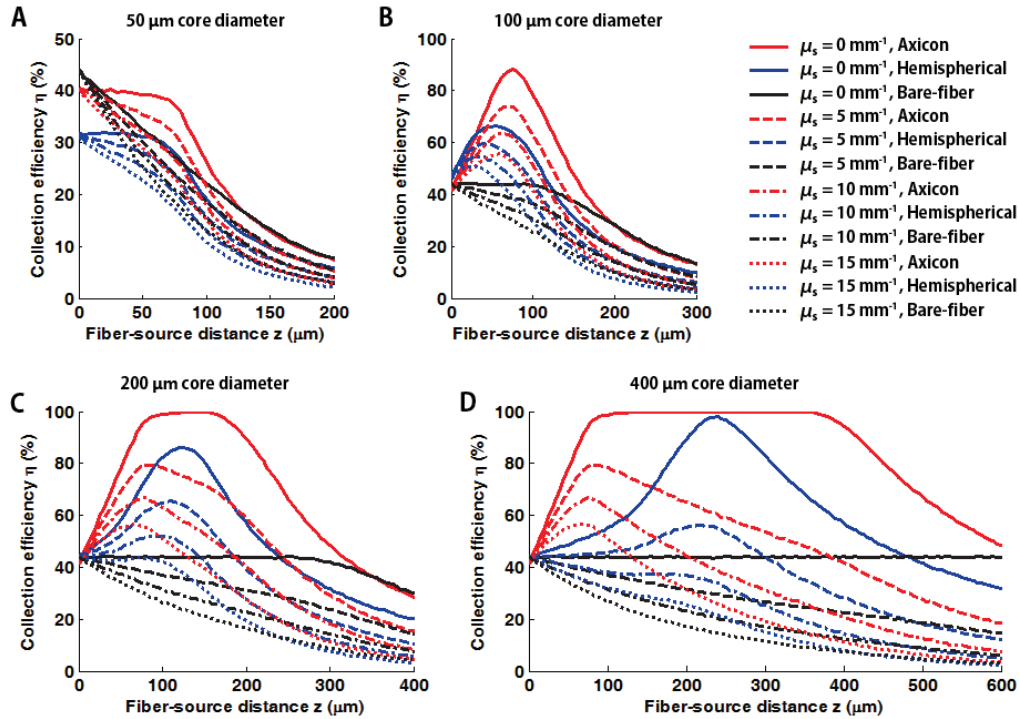 A
50 μm core diameter
Collection efficiency η (%)
50
40
30
20
10
0
0 50 100 150 200
Fiber-source distance z (μm)
B
100 μm core diameter
Collection efficiency η (%)
100
80
60
40
20
0
0 100 200 300
Fiber-source distance z (μm)
μs = 0 mm⁻¹, Axicon
μs = 0 mm⁻¹, Hemispherical
μs = 0 mm⁻¹, Bare-fiber
μs = 5 mm⁻¹, Axicon
μs = 5 mm⁻¹, Hemispherical
μs = 5 mm⁻¹, Bare-fiber
μs = 10 mm⁻¹, Axicon
μs = 10 mm⁻¹, Hemispherical
μs = 10 mm⁻¹, Bare-fiber
μs = 15 mm⁻¹, Axicon
μs = 15 mm⁻¹, Hemispherical
μs = 15 mm⁻¹, Bare-fiber
C
200 μm core diameter
Collection efficiency η (%)
100
80
60
40
20
0
0 100 200 300 400
Fiber-source distance z (μm)
D
400 μm core diameter
Collection efficiency η (%)
100
80
60
40
20
0
0 100 200 300 400 500 600
Fiber-source distance z (μm)